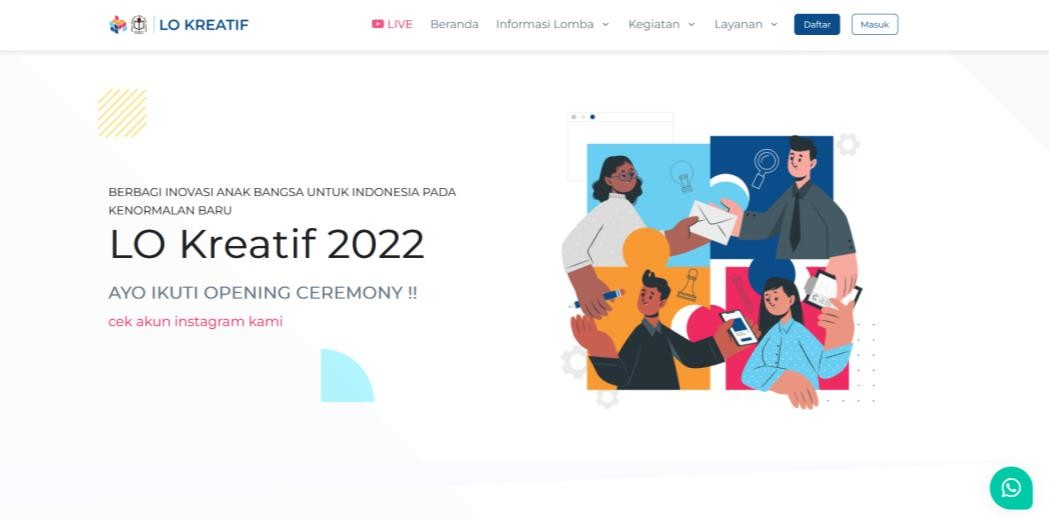 LO KREATIF
LIVE
Beranda
Informasi Lomba
Kegiatan
Layanan
Daftar
Masuk
BERBAGI INOVASI ANAK BANGSA UNTUK INDONESIA PADA
KENORMALAN BARU
LO Kreatif 2022
AYO IKUTI OPENING CEREMONY !!
cek akun instagram kami